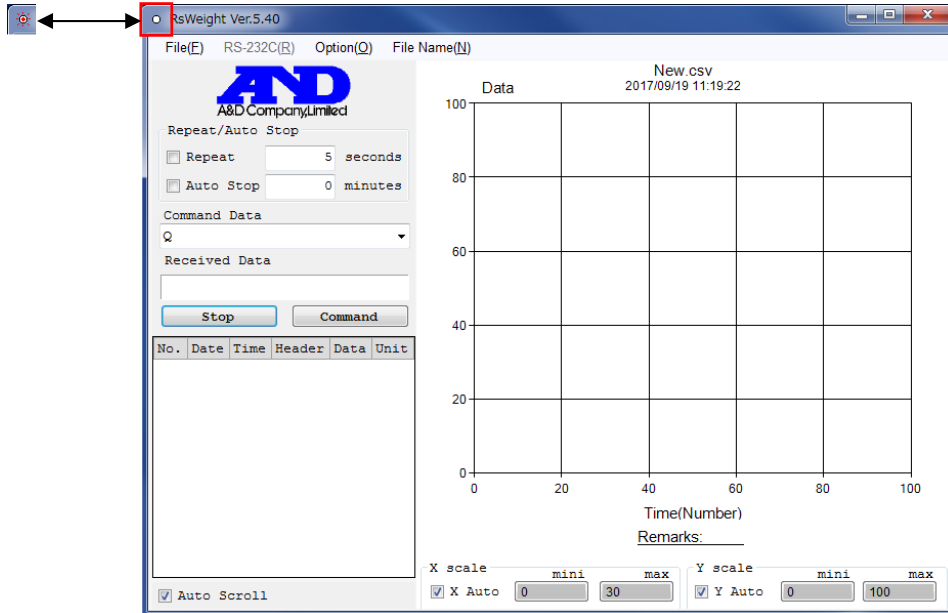 RsWeight Ver.5.40
File(F) RS-232C(R) Option(O) File Name(N)
AND
A&D Company,Limited
Repeat/Auto Stop
Repeat 5 seconds
Auto Stop 0 minutes
Command Data
Q
Received Data
Stop Command
No. Date Time Header Data Unit
Auto Scroll
New.csv
Data 2017/09/19 11:19:22
100
80
60
40
20
0
0 20 40 60 80 100
Time(Number)
Remarks:
X scale mini max
X Auto 0 30
Y scale mini max
Y Auto 0 100